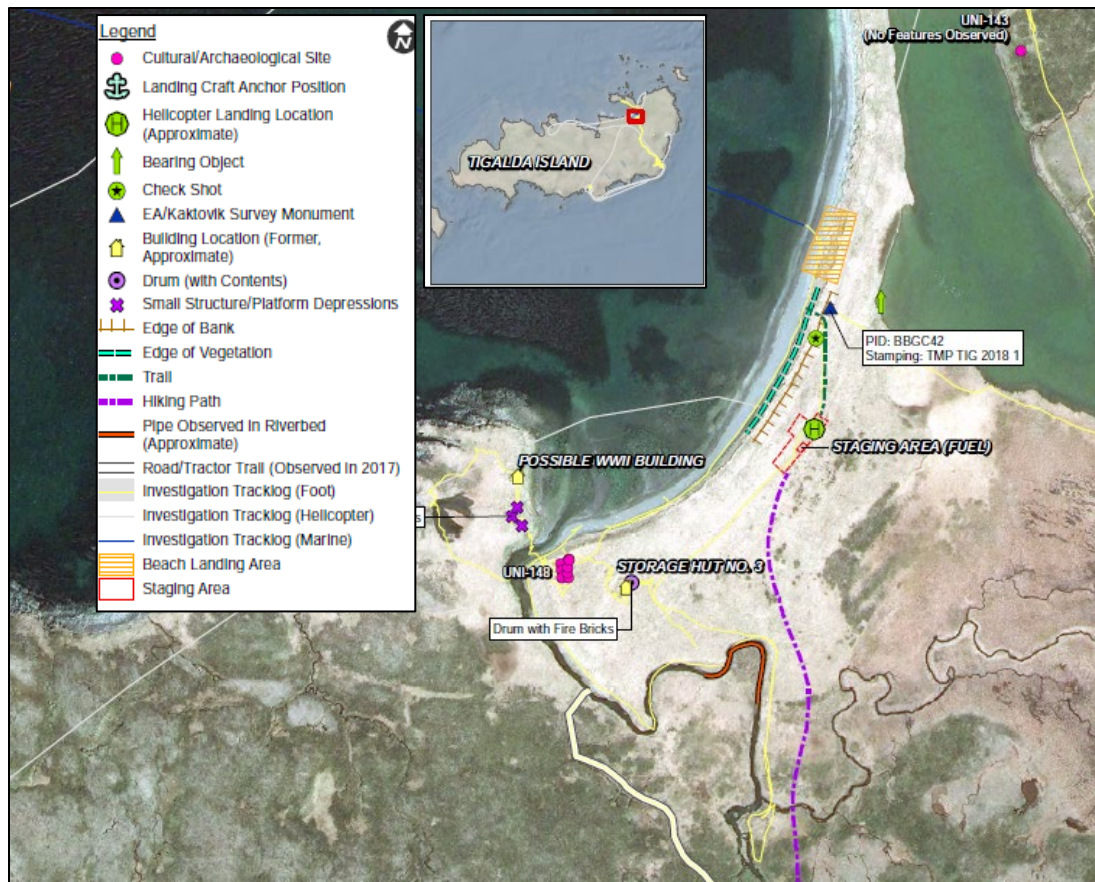 Legend
N
Cultural/Archaeological Site
Landing Craft Anchor Position
Helicopter Landing Location
(Approximate)
Bearing Object
Check Shot
EA/Kaktovik Survey Monument
Building Location (Former,
Approximate)
Drum (with Contents)
Small Structure/Platform Depressions
Edge of Bank
Edge of Vegetation
Trail
Hiking Path
Pipe Observed in Riverbed
(Approximate)
Road/Tractor Trail (Observed in 2017)
Investigation Tracklog (Foot)
Investigation Tracklog (Helicopter)
Investigation Tracklog (Marine)
Beach Landing Area
Staging Area
TIGALDA ISLAND
UNI-143
(No Features Observed)
PID: BBGC42
Stamping: TMP TIG 2018 1
H
STAGING AREA (FUEL)
POSSIBLE WWII BUILDING
s
UNI-148
STORAGE HUT NO. 3
Drum with Fire Bricks